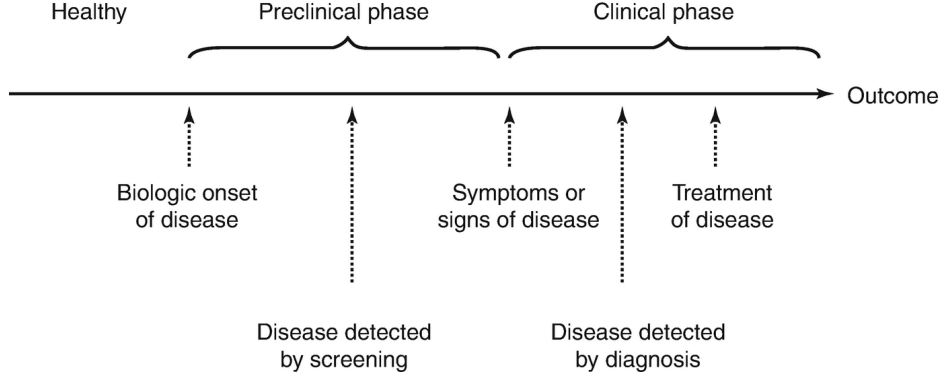 Healthy
Preclinical phase
Clinical phase
Outcome
Biologic onset
of disease
Symptoms or
signs of disease
Treatment
of disease
Disease detected
by screening
Disease detected
by diagnosis